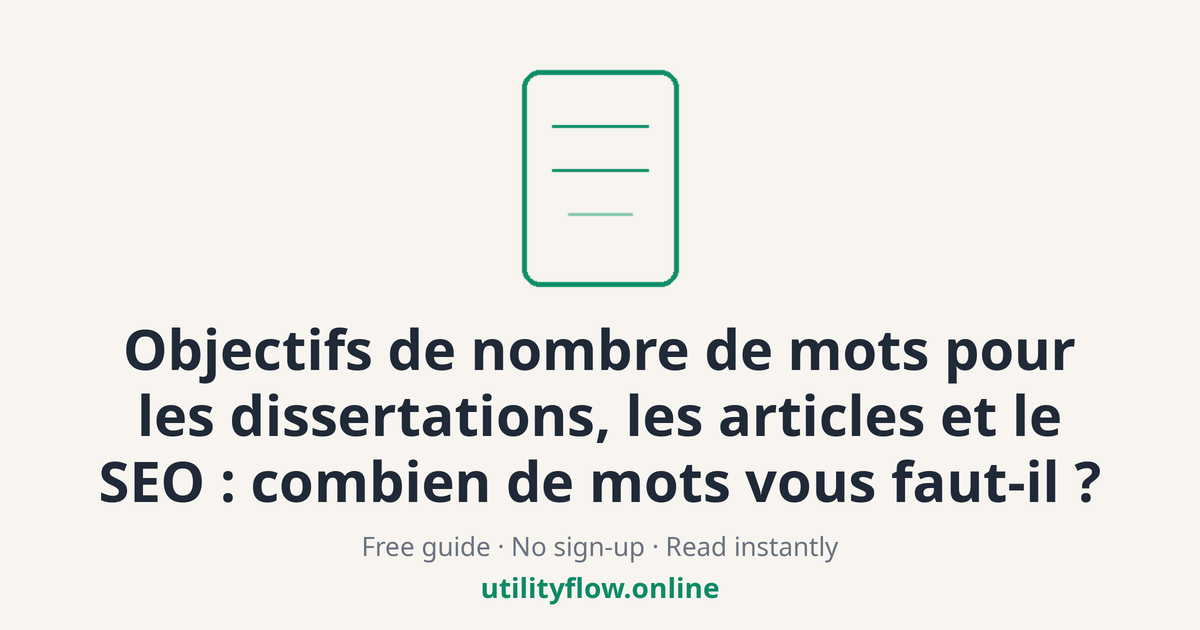 Objectifs de nombre de mots pour
les dissertations, les articles et le
SEO : combien de mots vous faut-il ?
Free guide · No sign-up · Read instantly
utilityflow.online